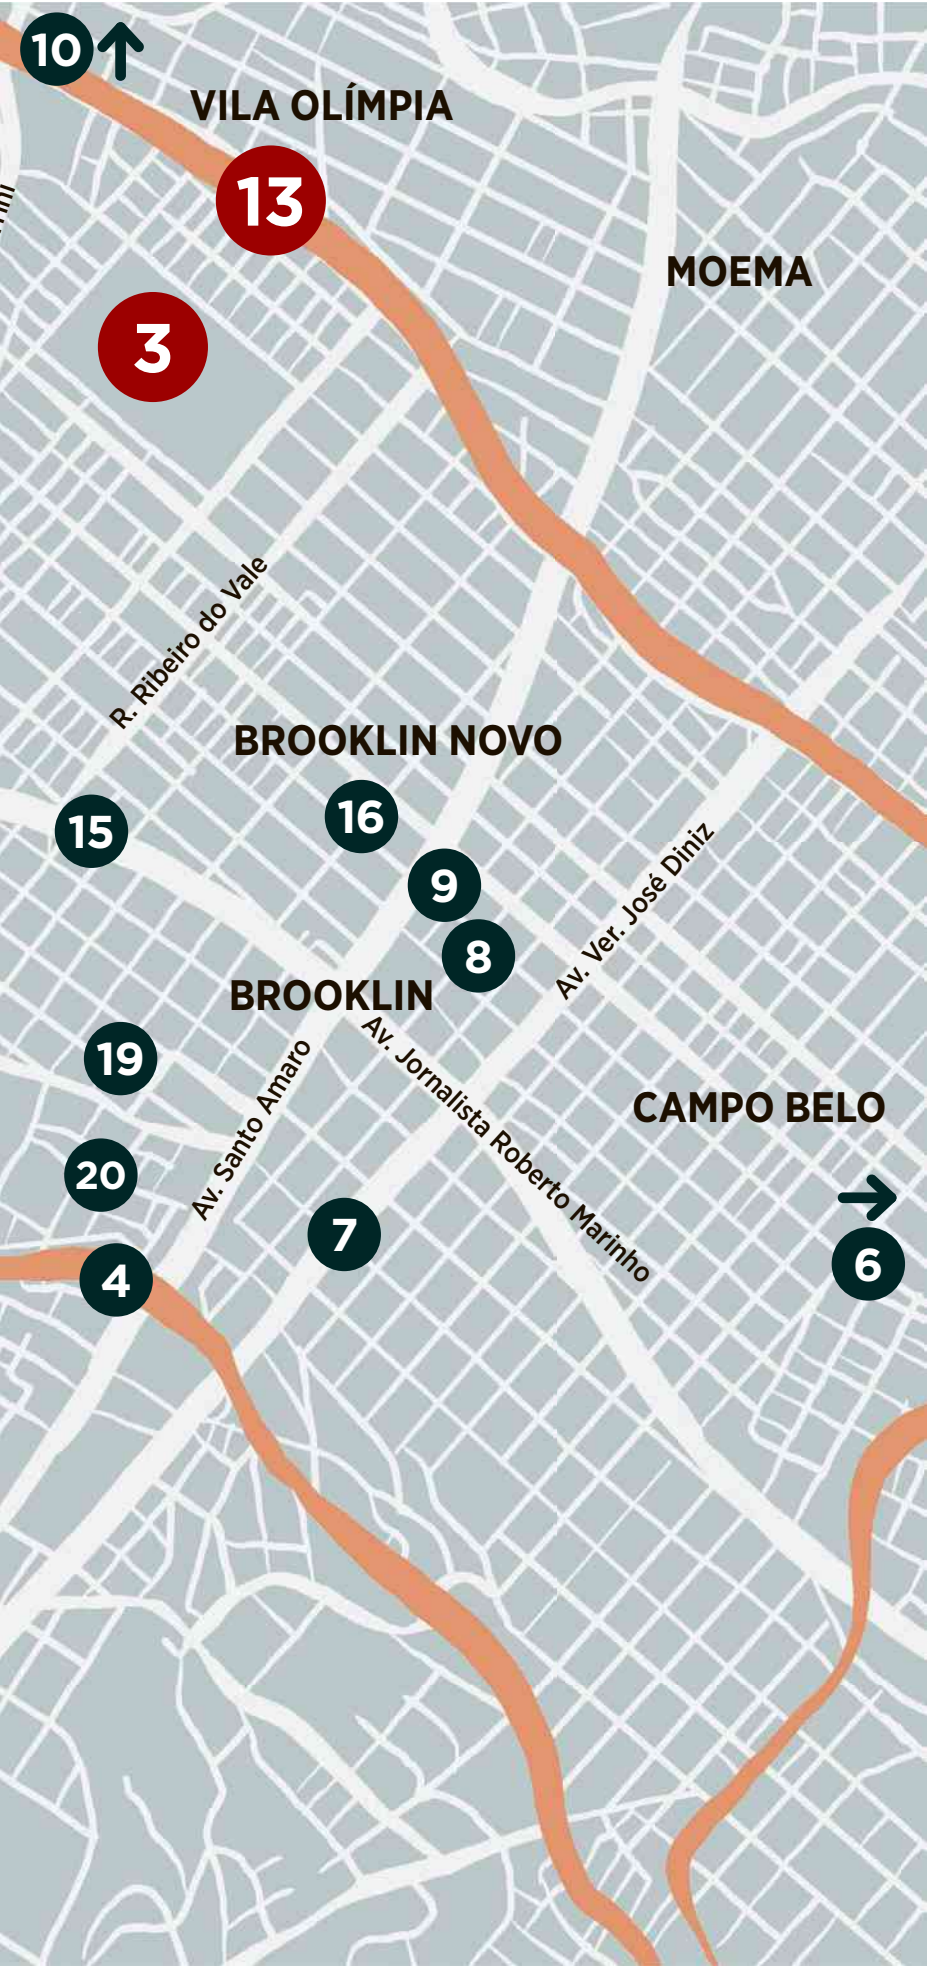 10
VILA OLÍMPIA
13
MOEMA
3
R. Ribeiro do Vale
BROOKLIN NOVO
15
16
9
Av. Ver. José Diniz
8
BROOKLIN
Av. Jornalista Roberto Marinho
19
Av. Santo Amaro
CAMPO BELO
20
7
6
4